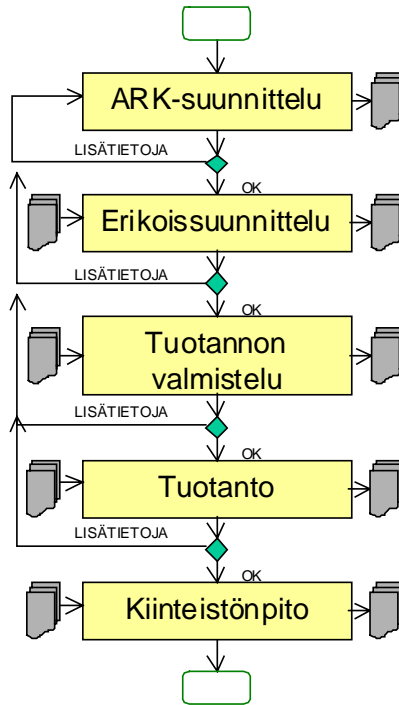 ARK-suunnittelu
LISÄTIETOJA
OK
Erikoissuunnittelu
LISÄTIETOJA
OK
Tuotannon
valmistelu
LISÄTIETOJA
OK
Tuotanto
LISÄTIETOJA
OK
Kiinteistönpito